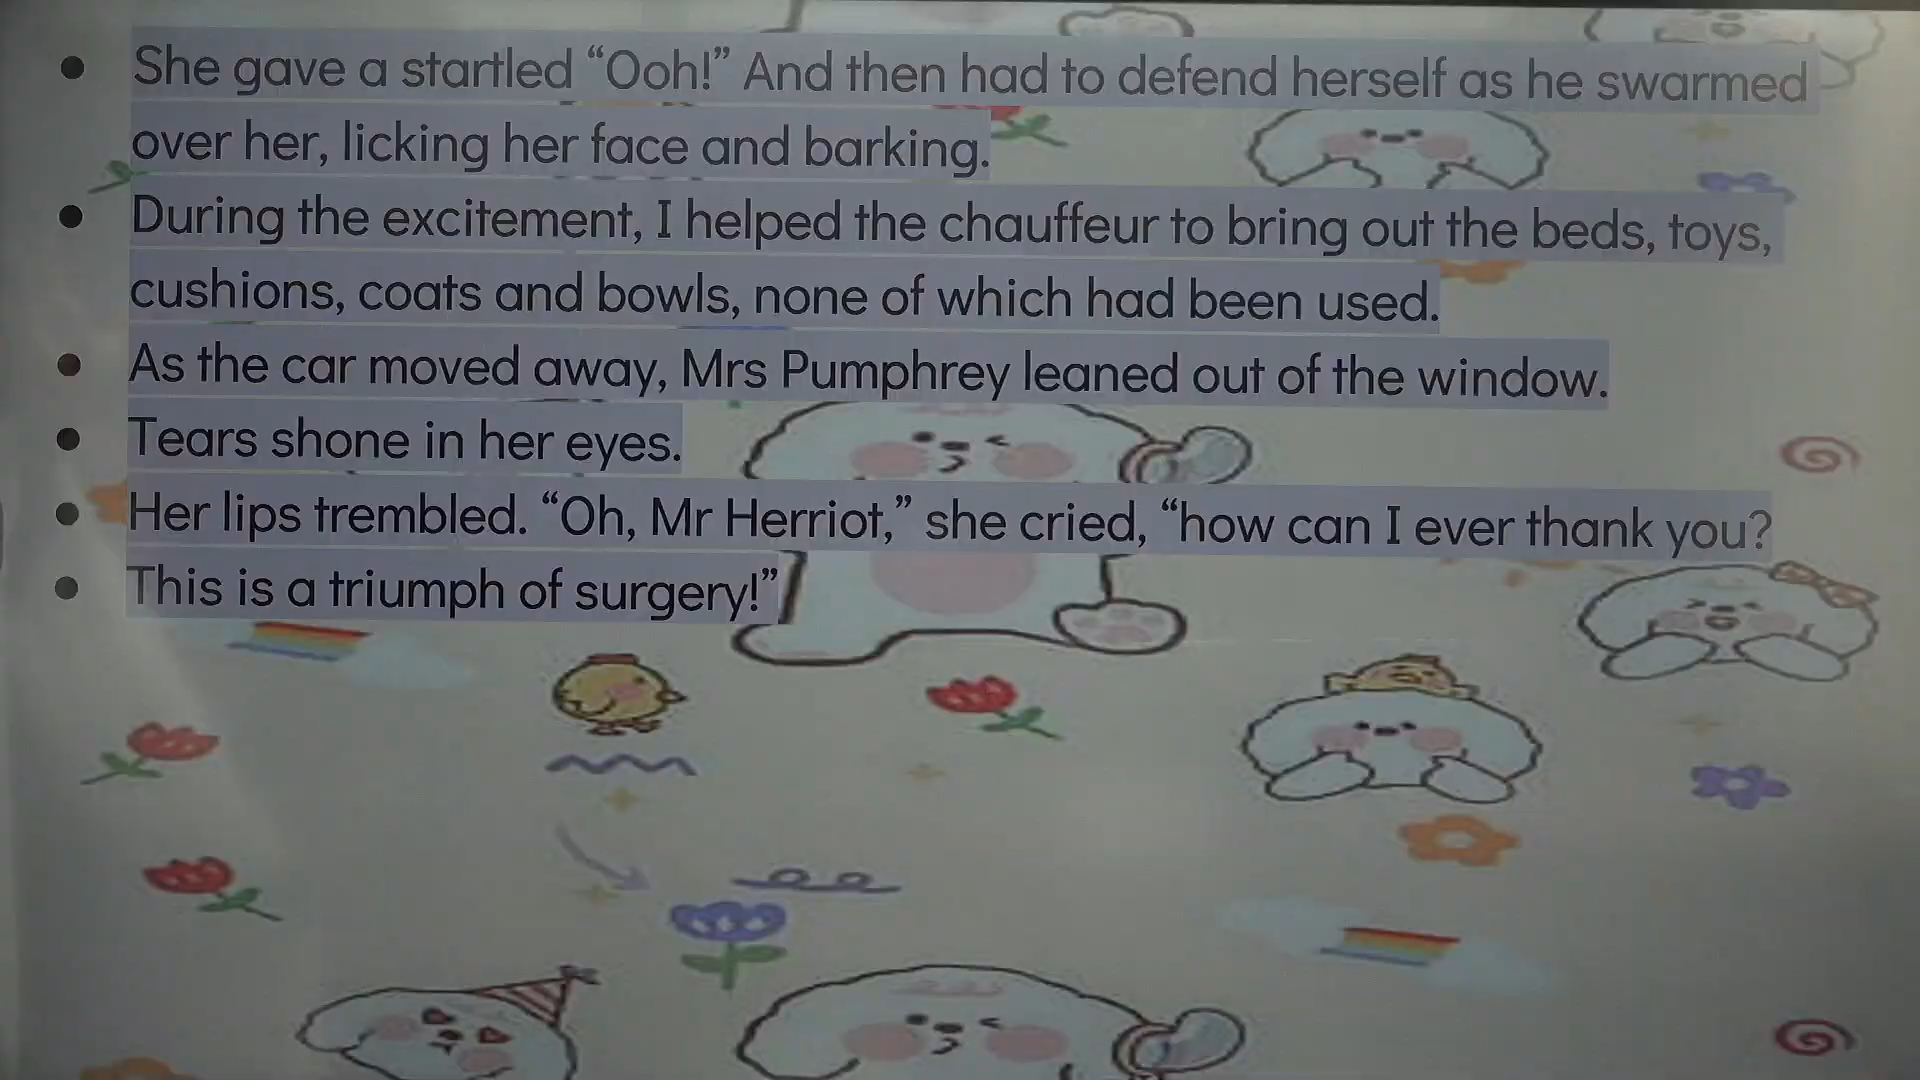 • She gave a startled “Ooh!” And then had to defend herself as he swarmed
over her, licking her face and barking.
• During the excitement, I helped the chauffeur to bring out the beds, toys,
cushions, coats and bowls, none of which had been used.
• As the car moved away, Mrs Pumphrey leaned out of the window.
• Tears shone in her eyes.
• Her lips trembled. “Oh, Mr Herriot,” she cried, “how can I ever thank you?
• This is a triumph of surgery!”